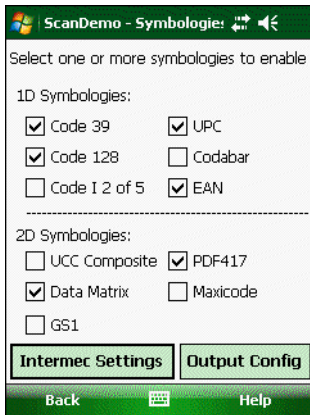 ScanDemo - Symbologies
Select one or more symbologies to enable
1D Symbologies:
Code 39 UPC
Code 128 Codabar
Code I 2 of 5 EAN
2D Symbologies:
UCC Composite PDF417
Data Matrix Maxicode
GS1
Intermec Settings Output Config
Back Help